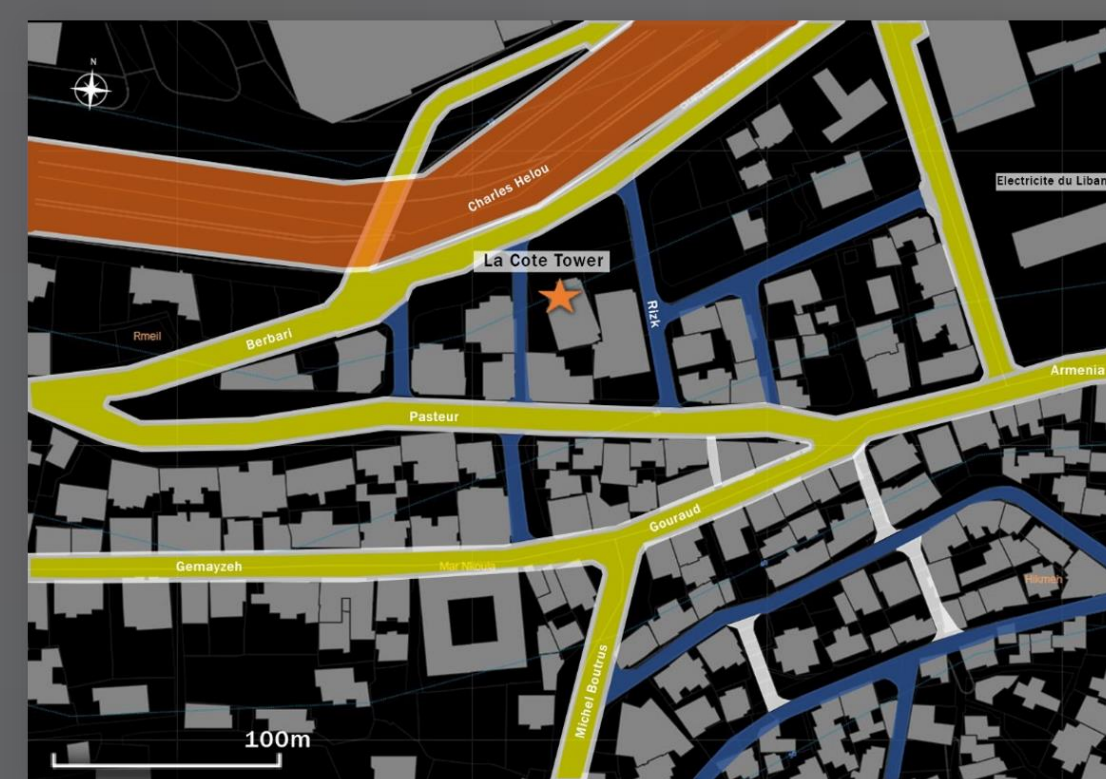 N
Charles Helou
Electricite du Liban
La Cote Tower
Rizk
Rmeil
Berbari
Armenia
Pasteur
Gouraud
Gemayzeh
Mar Nkoula
Hikmeh
Michel Boutrus
100m